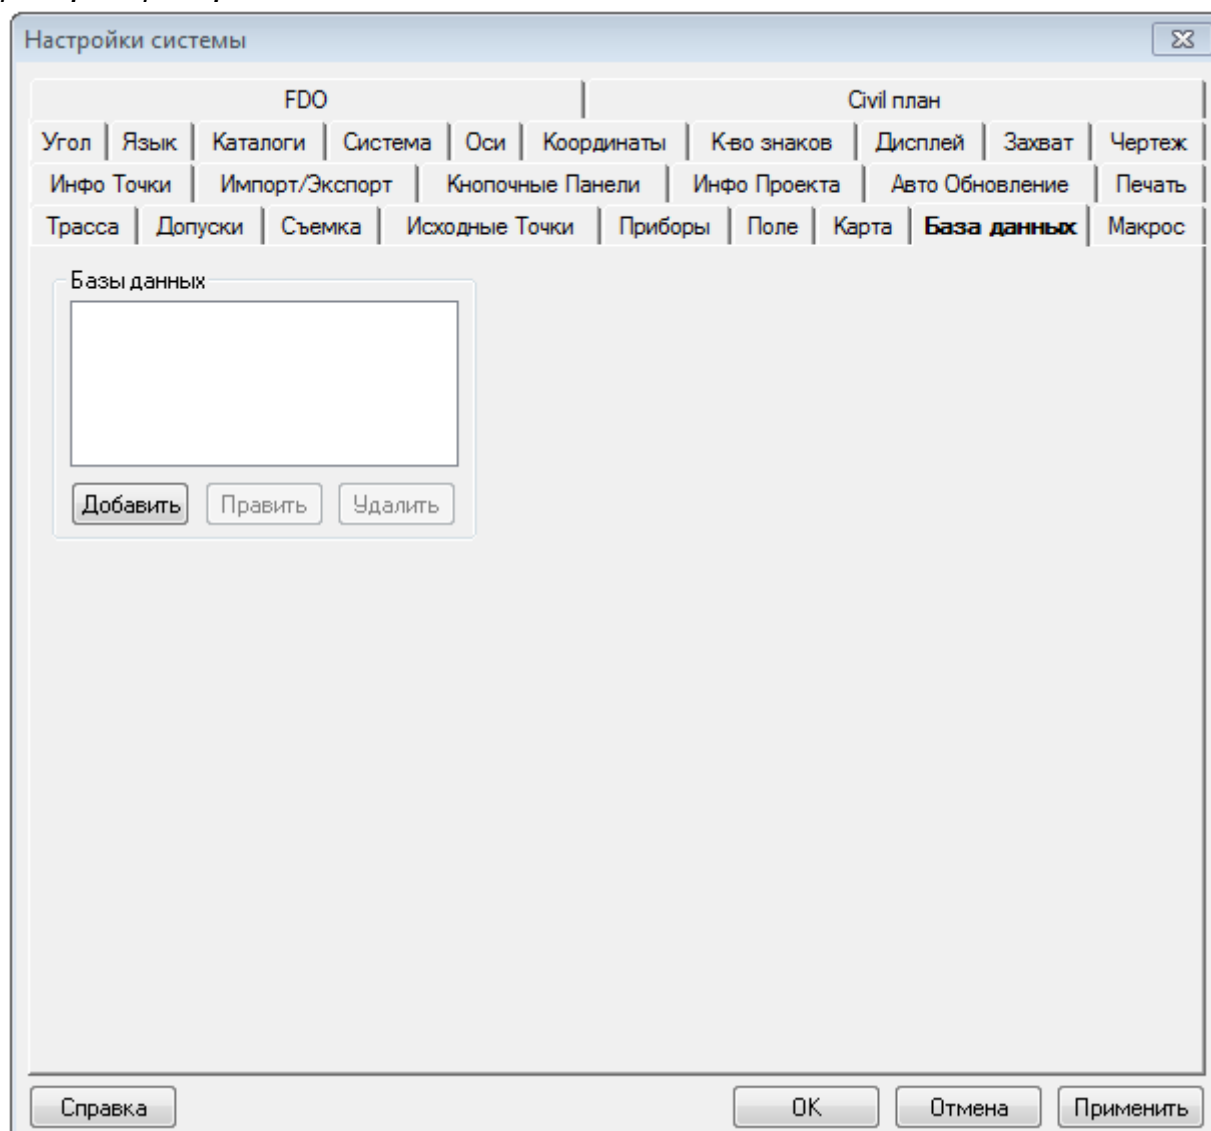 Настройки системы
FDO Civil план
Угол Язык Каталоги Система Оси Координаты К-во знаков Дисплей Захват Чертеж
Инфо Точки Импорт/Экспорт Кнопочные Панели Инфо Проекта Авто Обновление Печать
Трасса Допуски Съемка Исходные Точки Приборы Поле Карта База данных Макрос
Базы данных
Добавить Править Удалить
Справка OK Отмена Применить